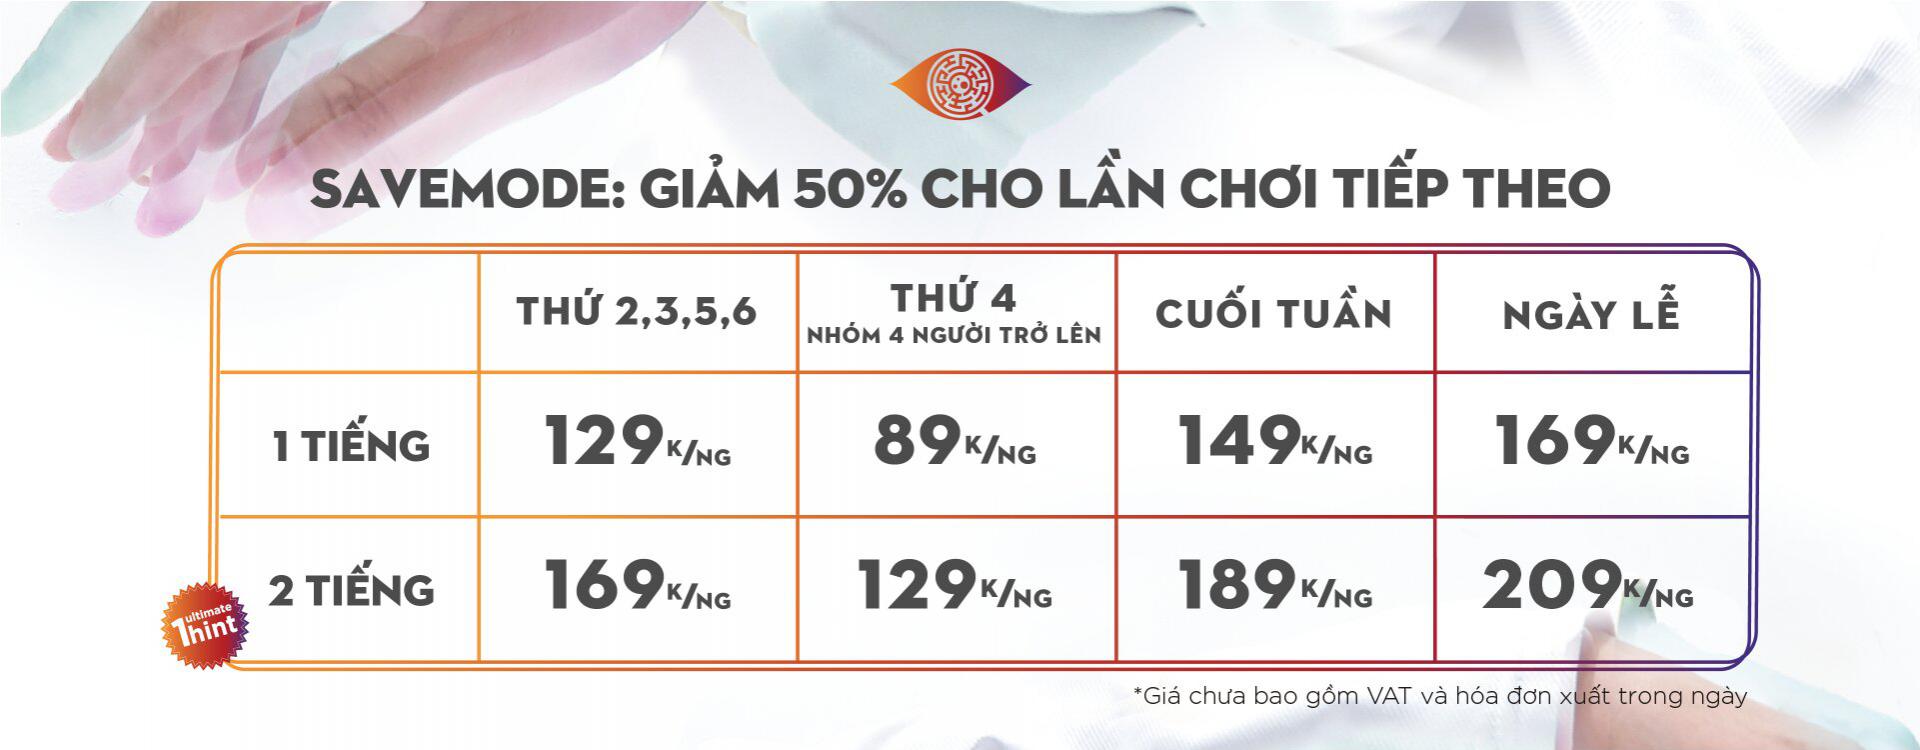 SAVEMODE: GIẢM 50% CHO LẦN CHƠI TIẾP THEO
THỨ 2,3,5,6
THỨ 4
NHÓM 4 NGƯỜI TRỞ LÊN
CUỐI TUẦN
NGÀY LỄ
1 TIẾNG
129K/NG
89K/NG
149K/NG
169K/NG
2 TIẾNG
169K/NG
129K/NG
189K/NG
209K/NG
1 ultimate
hint
*Giá chưa bao gồm VAT và hóa đơn xuất trong ngày